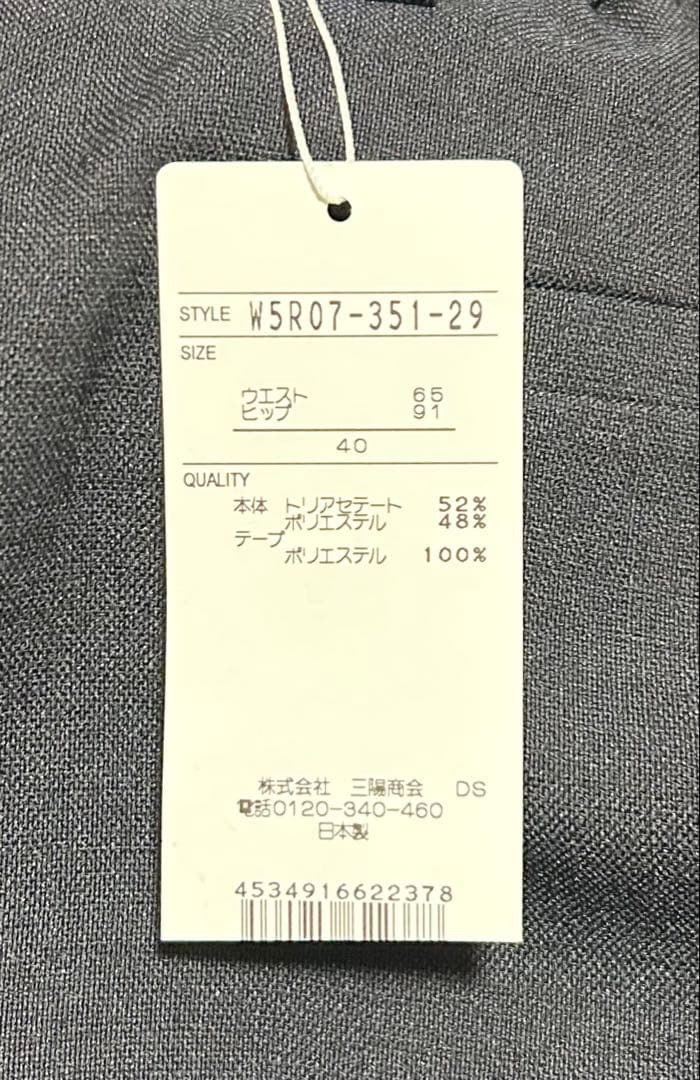 STYLE W5R07-351-29
SIZE
ウエスト 65
ヒップ 91
40
QUALITY
本体 トリアセテート 52%
ポリエステル 48%
テープ
ポリエステル 100%
株式会社 三陽商会 DS
電話0120-340-460
日本製
4534916622378